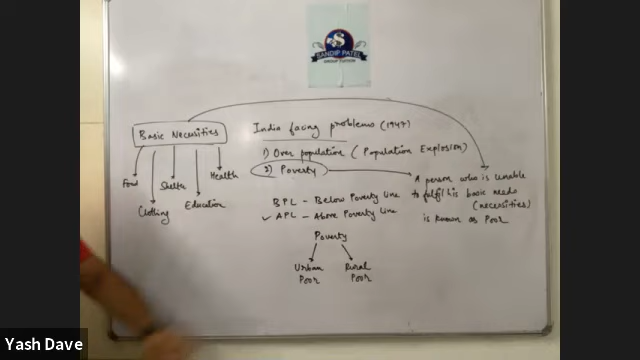 S
SANDIP PATEL
GROUP TUITION
Basic Necessities
Food
Clothing
Shelter
Education
Health
India facing problems (1947)
1) Over population (Population Explosion)
2) Poverty
A person who is unable
to fulfil his basic needs
(necessities)
is known as Poor
BPL - Below Poverty line
✓ APL - Above Poverty line
Poverty
Urban
Poor
Rural
Poor
Yash Dave